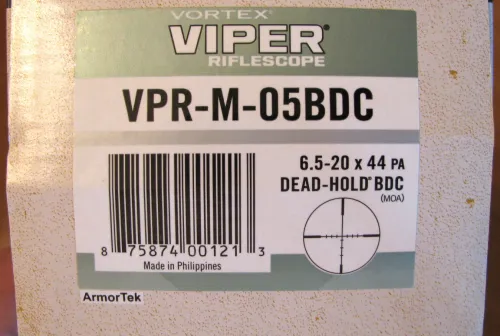 VORTEX®
VIPER®
RIFLESCOPE
VPR-M-05BDC
6.5-20 x 44 PA
DEAD-HOLD® BDC
(MOA)
8 75874 00121 3
Made in Philippines
ArmorTek